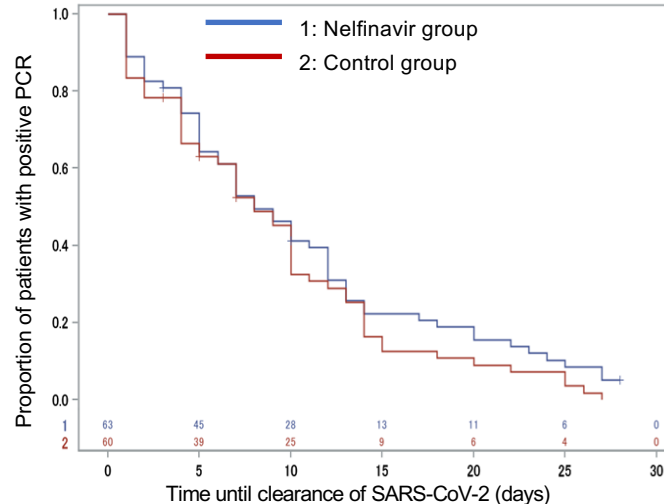 1: Nelfinavir group
2: Control group
Proportion of patients with positive PCR
1.0
0.8
0.6
0.4
0.2
0.0
1 63 45 28 13 11 6 0
2 60 39 25 9 6 4 0
0 5 10 15 20 25 30
Time until clearance of SARS-CoV-2 (days)